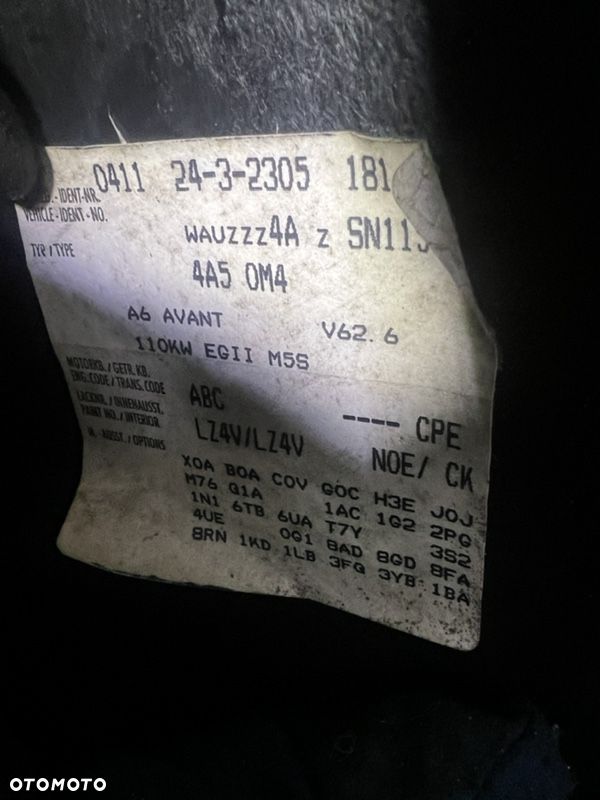 0411 24-3-2305 181
-IDENT-NR.
VEHICLE-IDENT-NO. WAUZZZ4A Z SN11
TYP/TYPE 4A5 0M4
A6 AVANT V62.6
110KW EGII M5S
MOTORKB./GETR.KB.
ENG.CODE/TRANS.CODE ABC ---- CPE
LACKNR./INNENAUSST.
PAINT NO./INTERIOR LZ4V/LZ4V NOE/ CK
M.-AUSST./OPTIONS
X0A B0A C0V G0C H3E J0J
M76 G1A 1AC 1G2 2PG
1N1 6TB 6UA T7Y 3S2
4UE 0G1 8AD 8GD 8FA
8RN 1KD 1LB 3FG 3YB 1BA
OTOMOTO